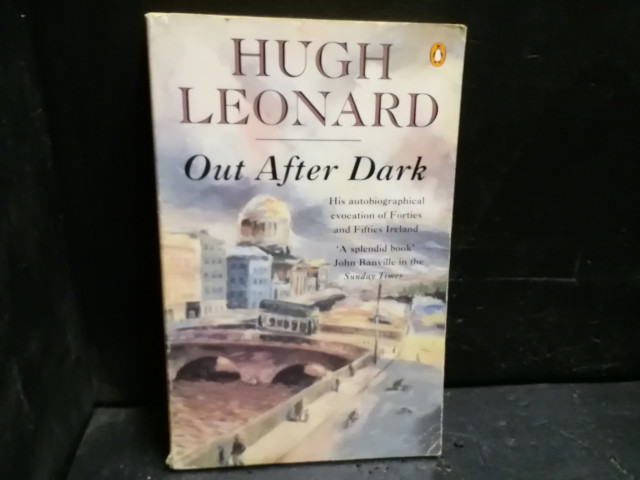 HUGH
LEONARD
Out After Dark
His autobiographical
evocation of Forties
and Fifties Ireland
'A splendid book'
John Banville in the
Sunday Times